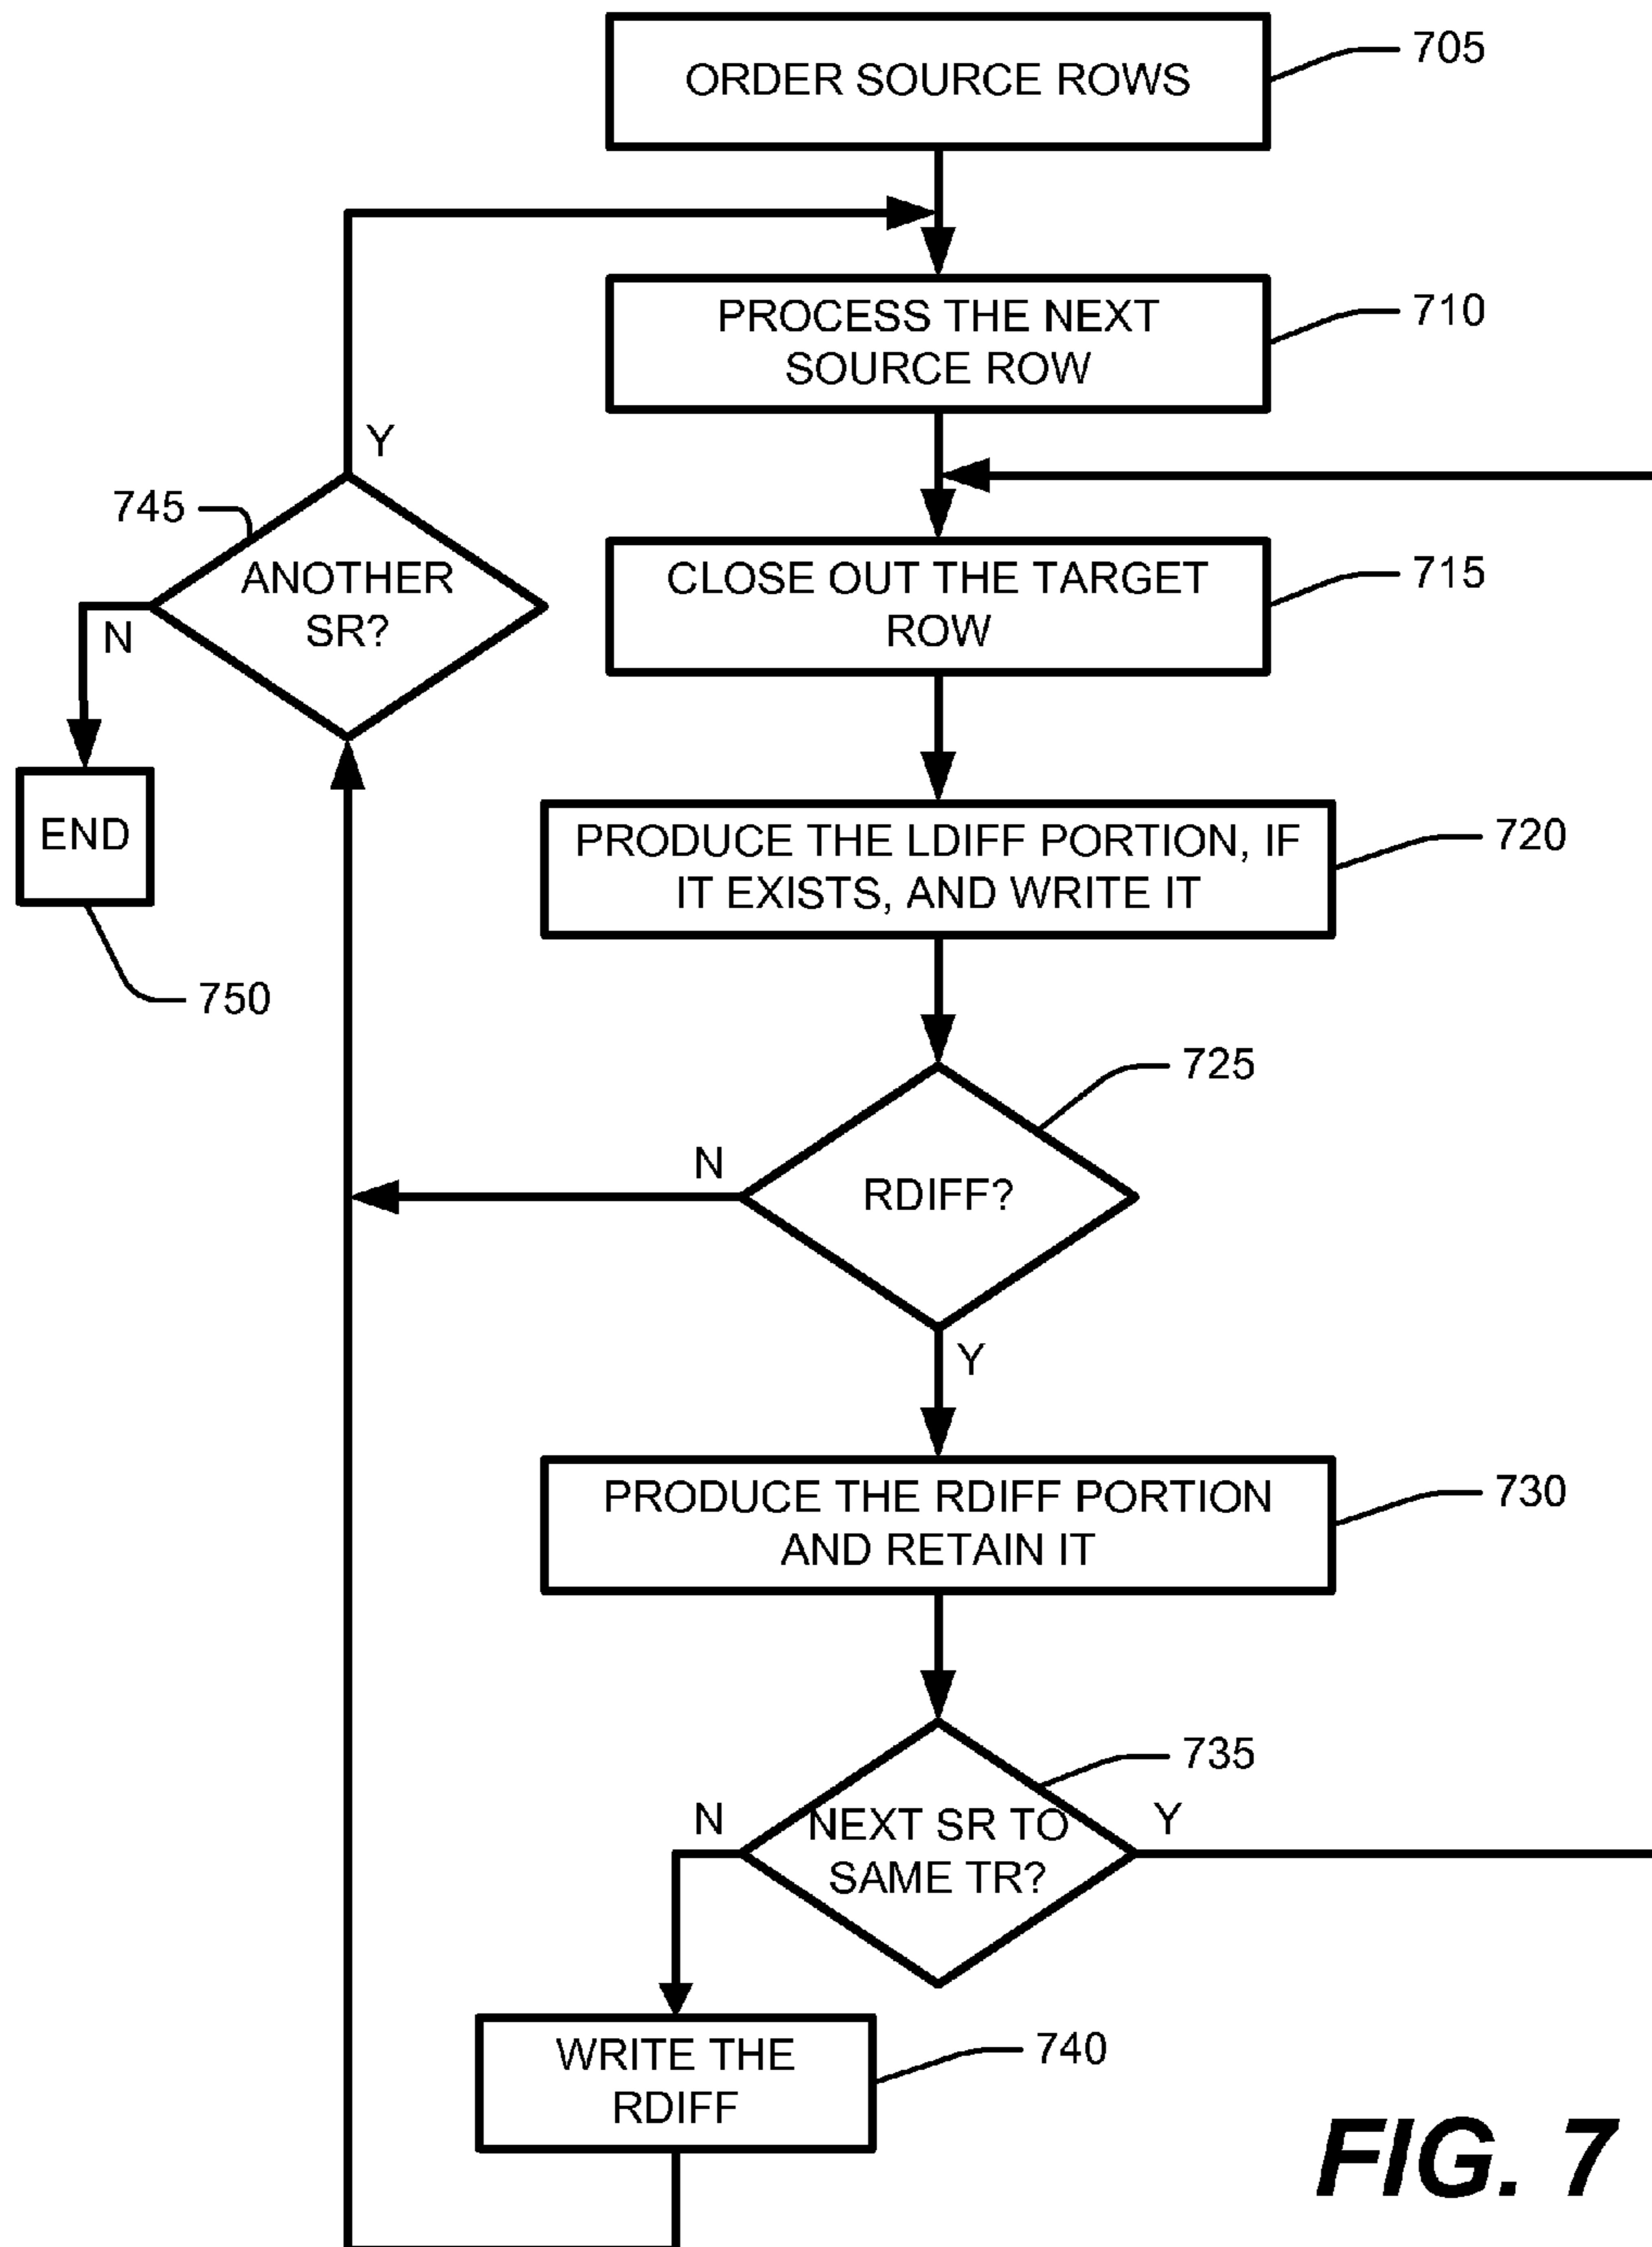 ORDER SOURCE ROWS
705
PROCESS THE NEXT
SOURCE ROW
710
Y
745
ANOTHER
SR?
N
CLOSE OUT THE TARGET
ROW
715
END
750
PRODUCE THE LDIFF PORTION, IF
IT EXISTS, AND WRITE IT
720
725
N
RDIFF?
Y
PRODUCE THE RDIFF PORTION
AND RETAIN IT
730
735
N
NEXT SR TO
SAME TR?
Y
WRITE THE
RDIFF
740
FIG. 7